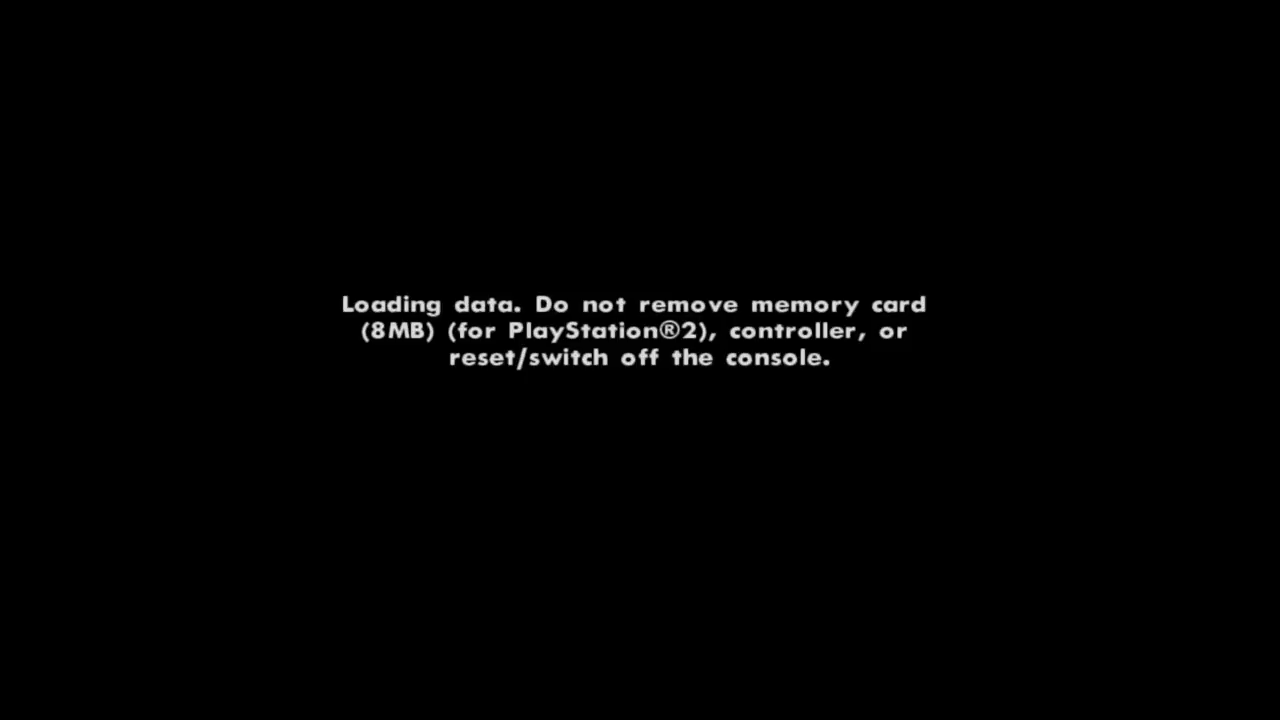 Loading data. Do not remove memory card
(8MB) (for PlayStation®2), controller, or
reset/switch off the console.